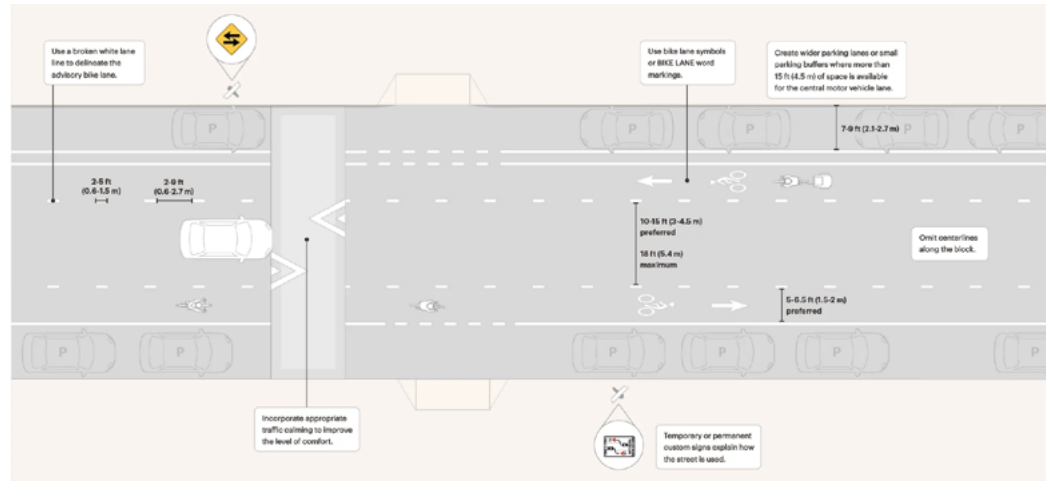 Use a broken white lane
line to delineate the
advisory bike lane.
Use bike lane symbols
or BIKE LANE word
markings.
Create wider parking lanes or small
parking buffers where more than
15 ft (4.5 m) of space is available
for the central motor vehicle lane.
P
P
P
P
P
7-9 ft (2.1-2.7 m)
2-5 ft
(0.6-1.5 m)
2-9 ft
(0.6-2.7 m)
10-15 ft (3-4.5 m)
preferred
18 ft (5.4 m)
maximum
Omit centerlines
along the block.
5-6.5 ft (1.5-2 m)
preferred
P
P
P
P
P
P
Incorporate appropriate
traffic calming to improve
the level of comfort.
Temporary or permanent
custom signs explain how
the street is used.